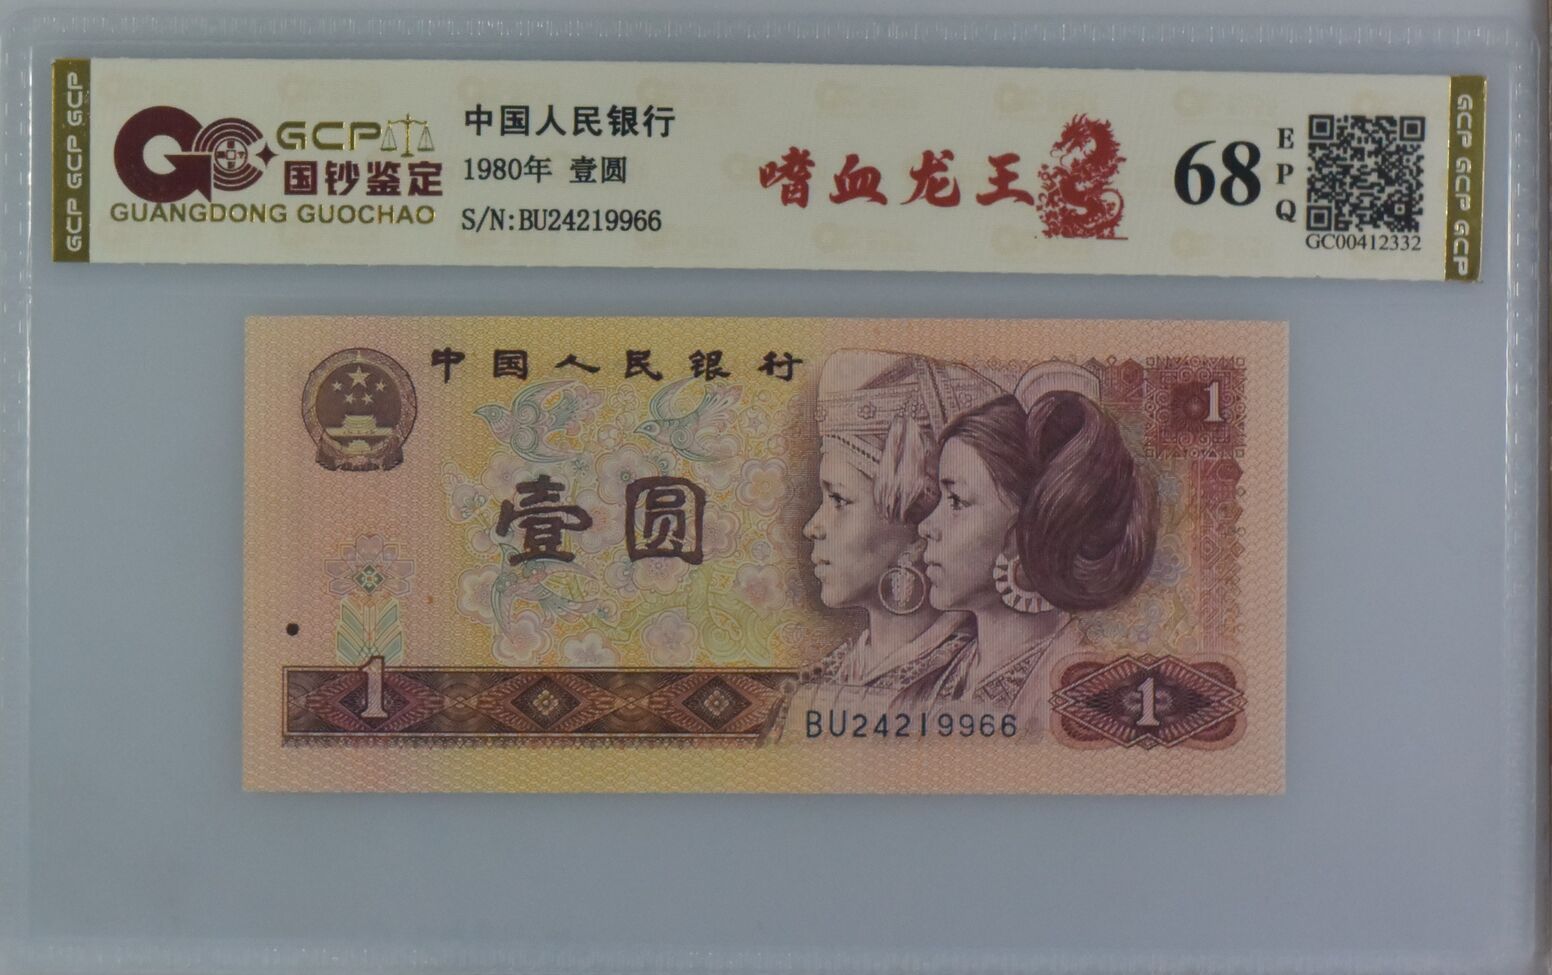 GCP GCP GCP
GCP
国钞鉴定
GUANGDONG GUOCHAO
中国人民银行
1980年 壹圆
S/N:BU24219966
嗜血龙王
68
EPQ
GC00412332
GCP GCP GCP
中国人民银行
1
壹圆
1
BU24219966
1